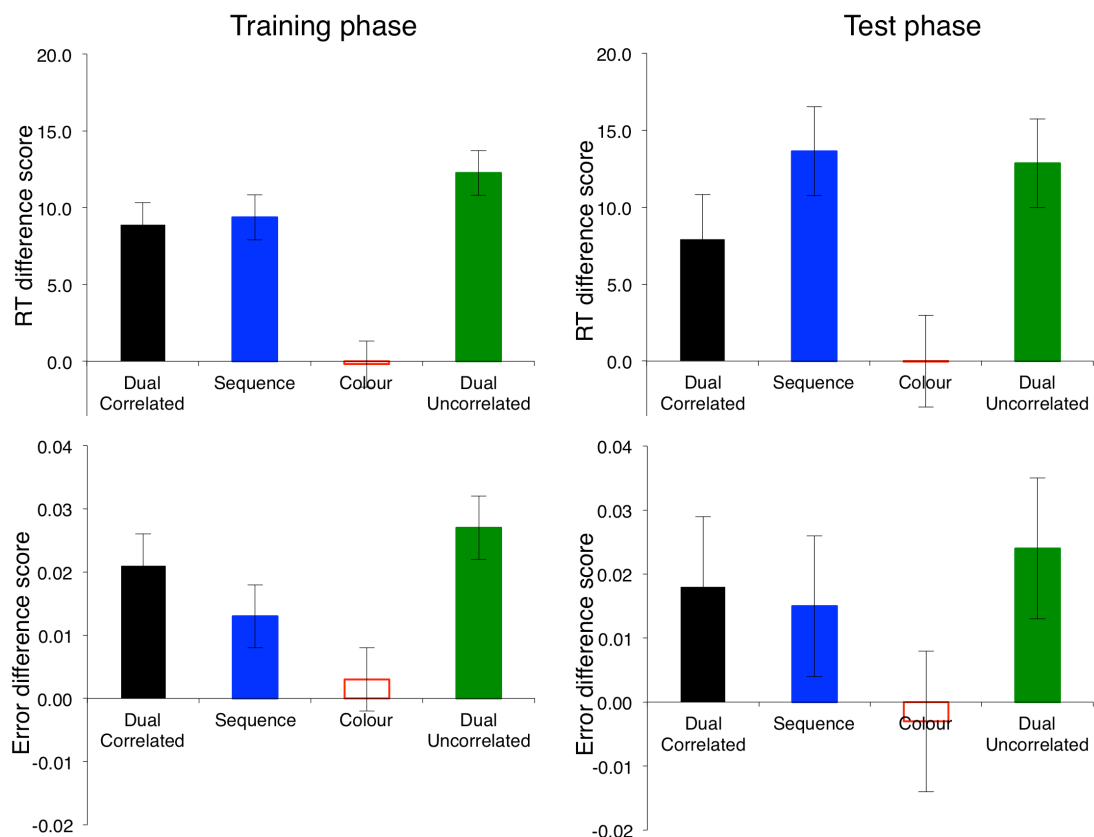 Training phase
RT difference score
20.0
15.0
10.0
5.0
0.0
Dual
Correlated
Sequence
Colour
Dual
Uncorrelated
Test phase
RT difference score
20.0
15.0
10.0
5.0
0.0
Dual
Correlated
Sequence
Colour
Dual
Uncorrelated
Error difference score
0.04
0.03
0.02
0.01
0.00
-0.01
-0.02
Dual
Correlated
Sequence
Colour
Dual
Uncorrelated
Error difference score
0.04
0.03
0.02
0.01
0.00
-0.01
-0.02
Dual
Correlated
Sequence
Colour
Dual
Uncorrelated